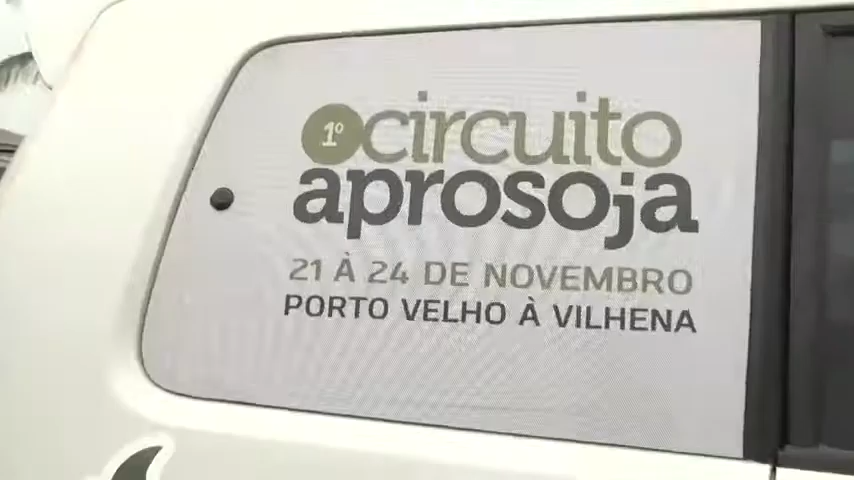 1º circuito
aprosoja
21 À 24 DE NOVEMBRO
PORTO VELHO À VILHENA